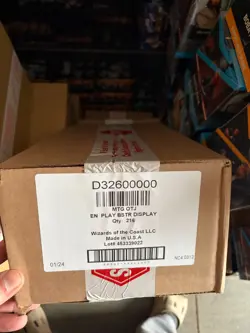 D32600000
MTG OTJ
EN PLAY BSTR DISPLAY
Qty: 216
Wizards of the Coast LLC
Made in U.S.A
01/24